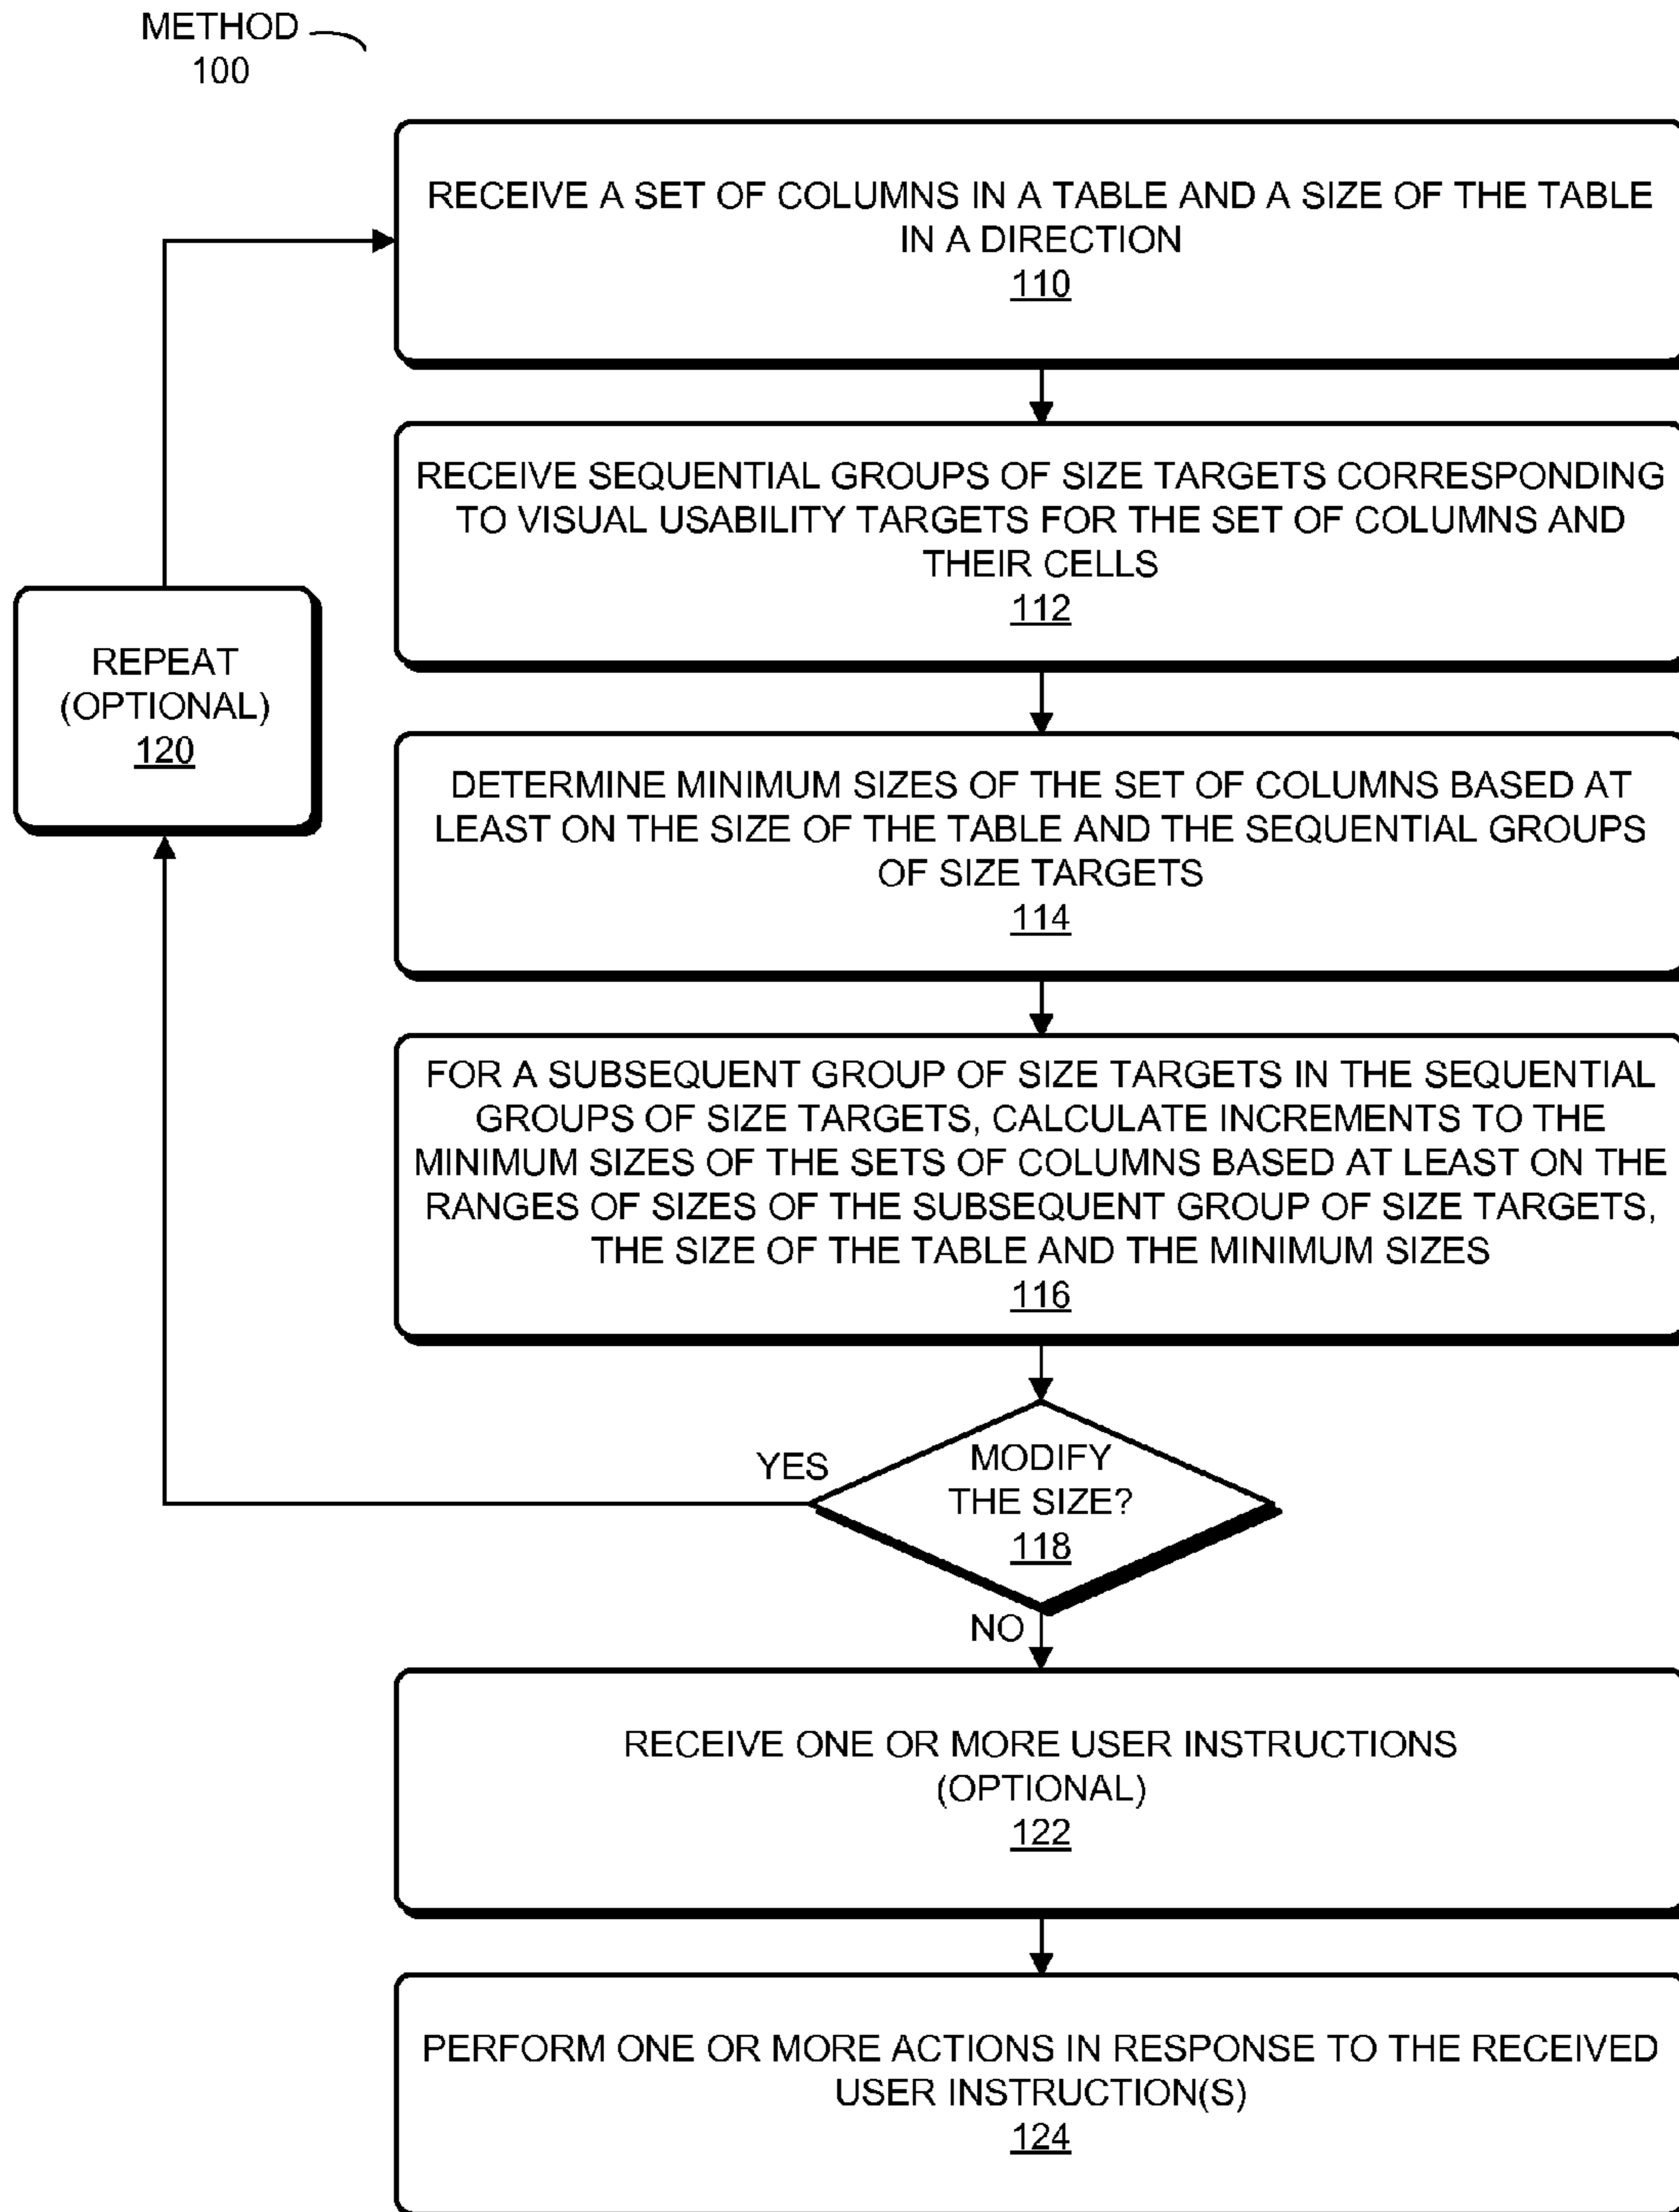 METHOD
100
RECEIVE A SET OF COLUMNS IN A TABLE AND A SIZE OF THE TABLE
IN A DIRECTION
110
RECEIVE SEQUENTIAL GROUPS OF SIZE TARGETS CORRESPONDING
TO VISUAL USABILITY TARGETS FOR THE SET OF COLUMNS AND
THEIR CELLS
112
REPEAT
(OPTIONAL)
120
DETERMINE MINIMUM SIZES OF THE SET OF COLUMNS BASED AT
LEAST ON THE SIZE OF THE TABLE AND THE SEQUENTIAL GROUPS
OF SIZE TARGETS
114
FOR A SUBSEQUENT GROUP OF SIZE TARGETS IN THE SEQUENTIAL
GROUPS OF SIZE TARGETS, CALCULATE INCREMENTS TO THE
MINIMUM SIZES OF THE SETS OF COLUMNS BASED AT LEAST ON THE
RANGES OF SIZES OF THE SUBSEQUENT GROUP OF SIZE TARGETS,
THE SIZE OF THE TABLE AND THE MINIMUM SIZES
116
YES
MODIFY
THE SIZE?
118
NO
RECEIVE ONE OR MORE USER INSTRUCTIONS
(OPTIONAL)
122
PERFORM ONE OR MORE ACTIONS IN RESPONSE TO THE RECEIVED
USER INSTRUCTION(S)
124